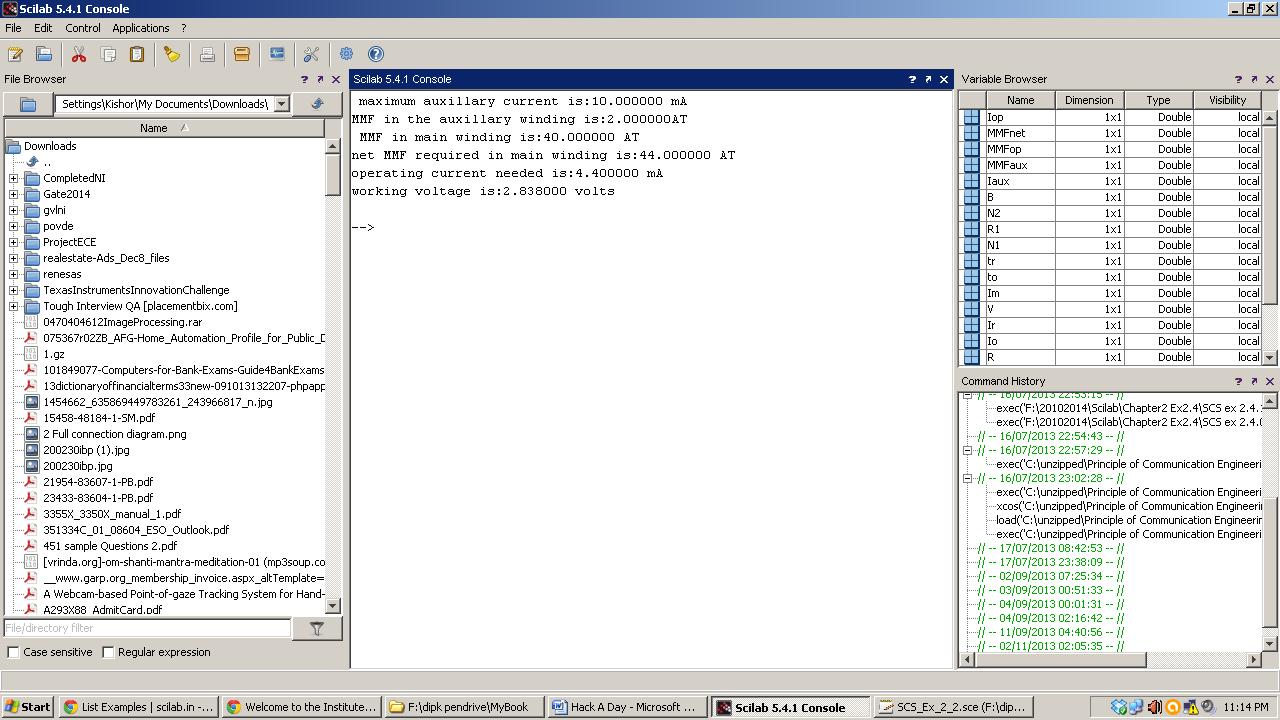 Scilab 5.4.1 Console
File Edit Control Applications ?
File Browser
Settings\Kishor\My Documents\Downloads\
Name
Downloads
..
CompletedNI
Gate2014
gvlni
povde
ProjectECE
realestate-Ads_Dec8_files
renesas
TexasInstrumentsInnovationChallenge
Tough Interview QA [placementbix.com]
0470404612ImageProcessing.rar
075367r02ZB_AFG-Home_Automation_Profile_for_Public_D
1.gz
101849077-Computers-for-Bank-Exams-Guide4BankExams
13dictionaryoffinancialterms33new-091013132207-phpapp
1454662_635869449783261_243966817_n.jpg
15458-48184-1-SM.pdf
2 Full connection diagram.png
200230ibp (1).jpg
200230ibp.jpg
21954-83607-1-PB.pdf
23433-83604-1-PB.pdf
3355X_3350X_manual_1.pdf
351334C_01_08604_ESO_Outlook.pdf
451 sample Questions 2.pdf
[vrinda.org]-om-shanti-mantra-meditation-01 (mp3soup.co
__www.garp.org_membership_invoice.aspx_altTemplate=
A Webcam-based Point-of-gaze Tracking System for Hand-
A293X88_AdmitCard.pdf
File/directory filter
Case sensitive Regular expression
Scilab 5.4.1 Console
maximum auxillary current is:10.000000 mA
MMF in the auxillary winding is:2.000000AT
MMF in main winding is:40.000000 AT
net MMF required in main winding is:44.000000 AT
operating current needed is:4.400000 mA
working voltage is:2.838000 volts
-->
Variable Browser
Name Dimension Type Visibility
Iop 1x1 Double local
MMFnet 1x1 Double local
MMFop 1x1 Double local
MMFaux 1x1 Double local
Iaux 1x1 Double local
B 1x1 Double local
N2 1x1 Double local
R1 1x1 Double local
N1 1x1 Double local
tr 1x1 Double local
to 1x1 Double local
Im 1x1 Double local
V 1x1 Double local
Ir 1x1 Double local
Io 1x1 Double local
R 1x1 Double local
Command History
// -- 16/07/2013 22:53:15 -- //
exec('F:\20102014\Scilab\Chapter2 Ex2.4\SCS ex 2.4.
exec('F:\20102014\Scilab\Chapter2 Ex2.4\SCS ex 2.4.
// -- 16/07/2013 22:54:43 -- //
// -- 16/07/2013 22:57:29 -- //
exec('C:\unzipped\Principle of Communication Engineeri
// -- 16/07/2013 23:02:28 -- //
exec('C:\unzipped\Principle of Communication Engineeri
xcos('C:\unzipped\Principle of Communication Engineeri
load('C:\unzipped\Principle of Communication Engineeri
exec('C:\unzipped\Principle of Communication Engineeri
// -- 17/07/2013 08:42:53 -- //
// -- 17/07/2013 23:38:09 -- //
// -- 02/09/2013 07:25:34 -- //
// -- 03/09/2013 00:51:33 -- //
// -- 04/09/2013 00:01:31 -- //
// -- 04/09/2013 02:16:42 -- //
// -- 11/09/2013 04:40:56 -- //
// -- 02/11/2013 02:05:35 -- //
Start
List Examples | scilab.in -...
Welcome to the Institute...
F:\dipk pendrive\MyBook
Hack A Day - Microsoft ...
Scilab 5.4.1 Console
SCS_Ex_2_2.sce (F:\dip...
11:14 PM